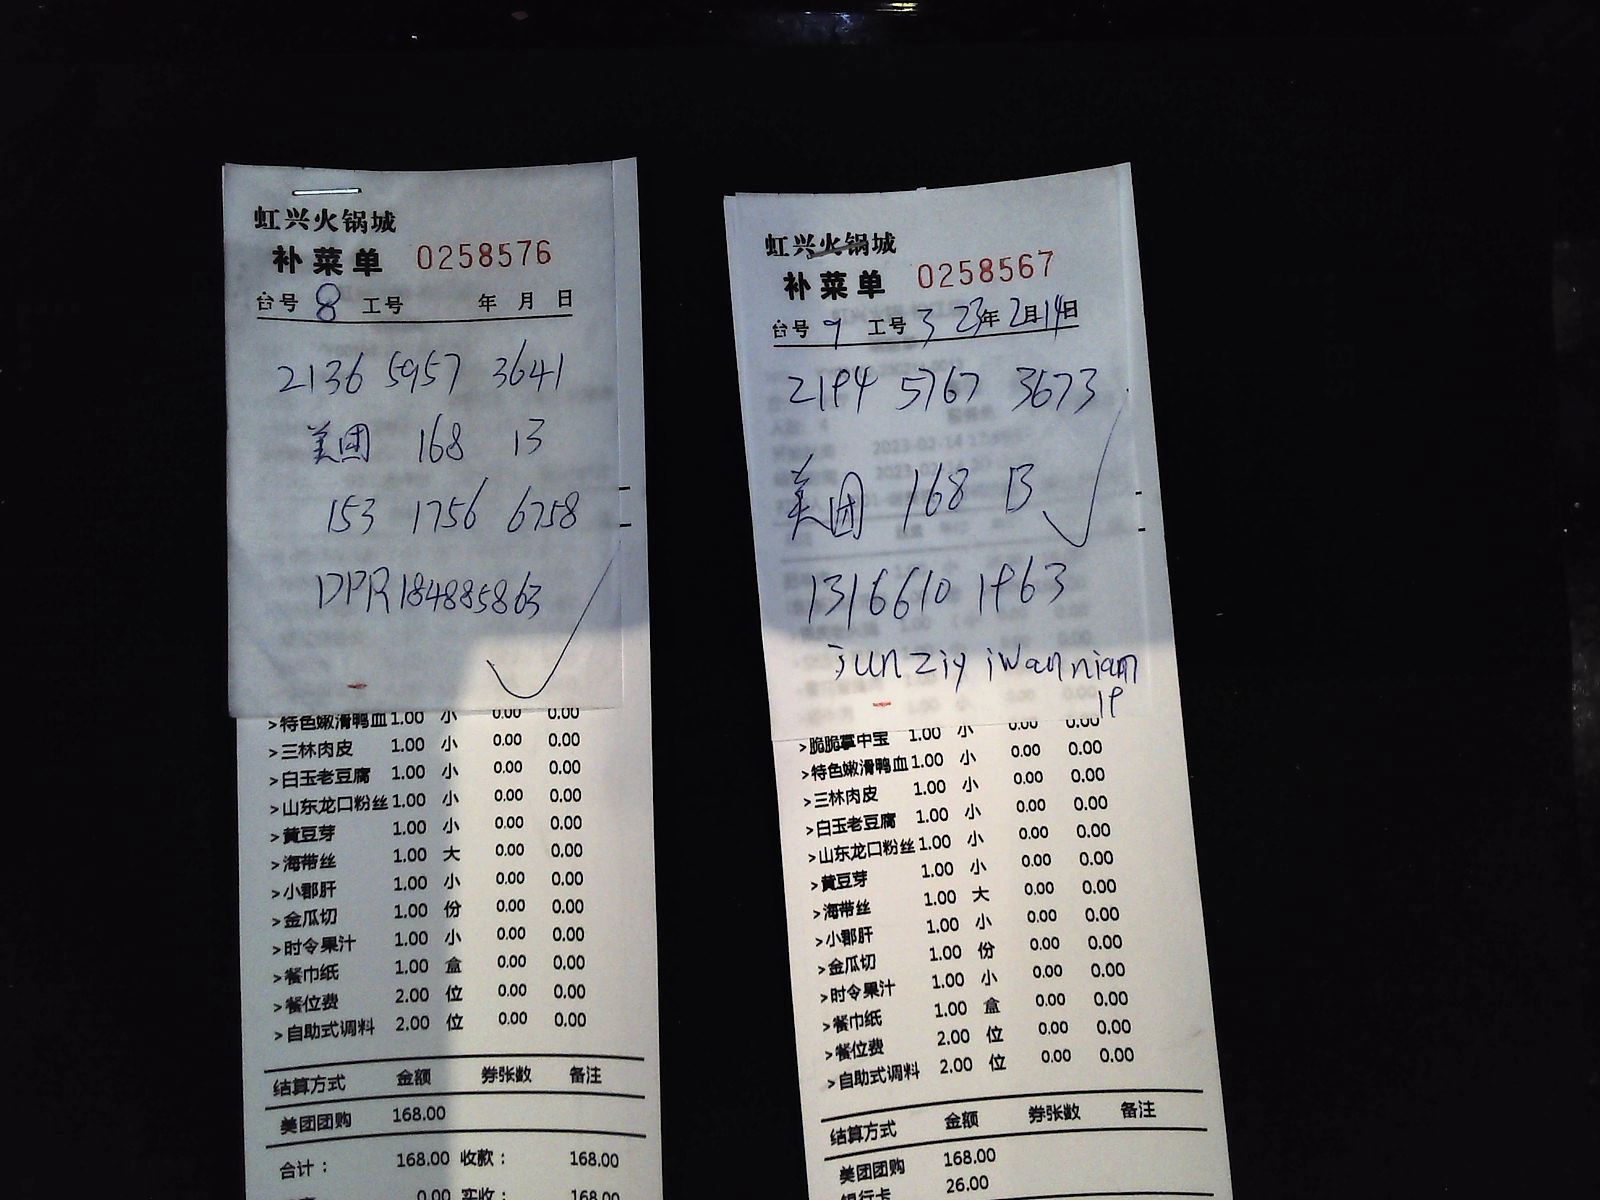 虹兴火锅城
补菜单 0258576
台号 8 工号 年 月 日
2136 5957 3641
美团 168 13
153 1756 6758
DPR184885863
>特色嫩滑鸭血 1.00 小 0.00 0.00
>三林肉皮 1.00 小 0.00 0.00
>白玉老豆腐 1.00 小 0.00 0.00
>山东龙口粉丝 1.00 小 0.00 0.00
>黄豆芽 1.00 小 0.00 0.00
>海带丝 1.00 大 0.00 0.00
>小郡肝 1.00 小 0.00 0.00
>金瓜切 1.00 份 0.00 0.00
>时令果汁 1.00 小 0.00 0.00
>餐巾纸 1.00 盒 0.00 0.00
>餐位费 2.00 位 0.00 0.00
>自助式调料 2.00 位 0.00 0.00
结算方式 金额 券张数 备注
美团团购 168.00
合计： 168.00 收款： 168.00
0.00 实收： 168.00
虹兴火锅城
补菜单 0258567
台号 9 工号 3 23年2月14日
2194 5767 3673
美团 168 B
1316610 1963
junziyiwannian
19
>脆脆掌中宝 1.00 小 0.00 0.00
>特色嫩滑鸭血 1.00 小 0.00 0.00
>三林肉皮 1.00 小 0.00 0.00
>白玉老豆腐 1.00 小 0.00 0.00
>山东龙口粉丝 1.00 小 0.00 0.00
>黄豆芽 1.00 小 0.00 0.00
>海带丝 1.00 大 0.00 0.00
>小郡肝 1.00 小 0.00 0.00
>金瓜切 1.00 份 0.00 0.00
>时令果汁 1.00 小 0.00 0.00
>餐巾纸 1.00 盒 0.00 0.00
>餐位费 2.00 位 0.00 0.00
>自助式调料 2.00 位 0.00 0.00
结算方式 金额 券张数 备注
美团团购 168.00
银行卡 26.00